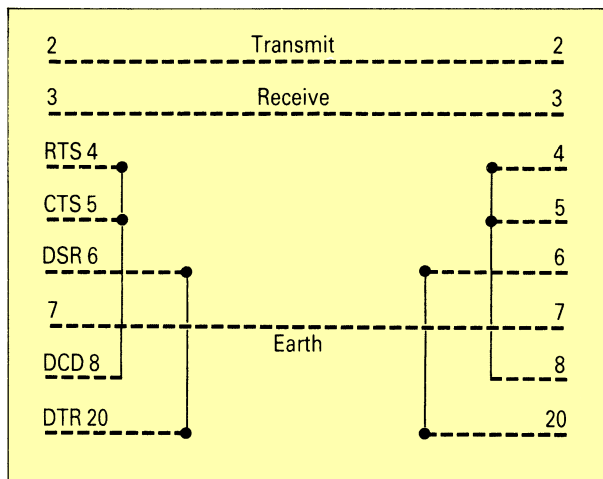 2 Transmit 2
3 Receive 3
RTS 4 4
CTS 5 5
DSR 6 6
7 7
Earth
DCD 8 8
DTR 20 20